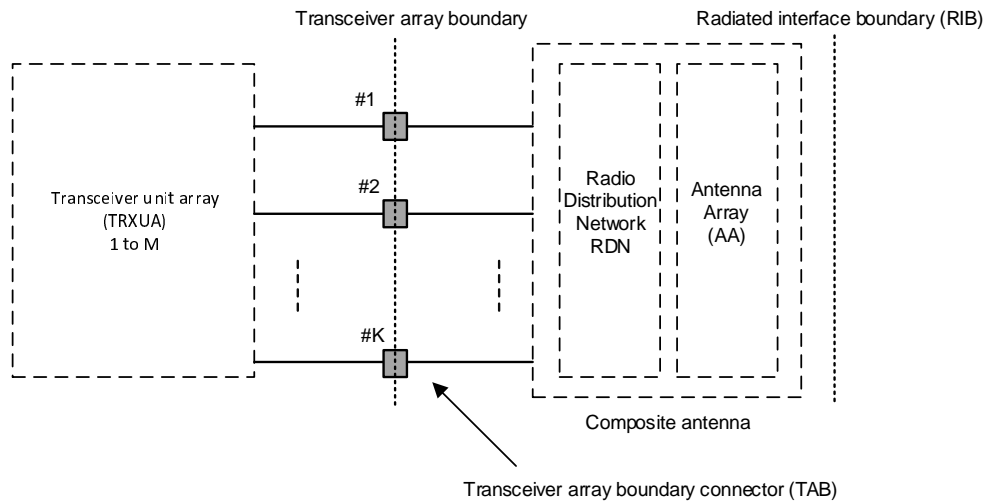 Transceiver array boundary
Radiated interface boundary (RIB)
#1
#2
#K
Transceiver unit array
(TRXUA)
1 to M
Radio
Distribution
Network
RDN
Antenna
Array
(AA)
Composite antenna
Transceiver array boundary connector (TAB)